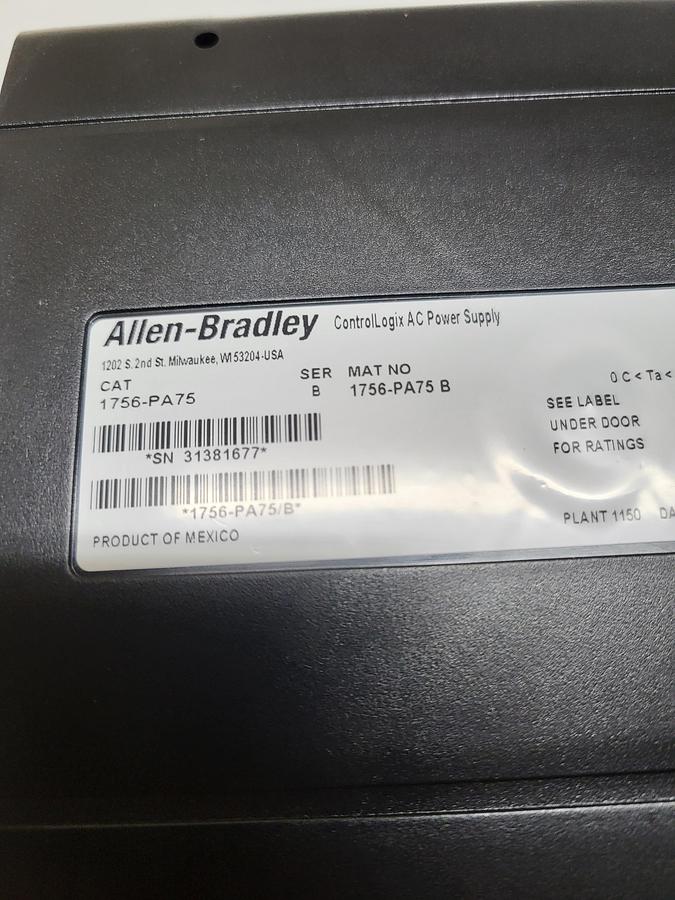 Allen-Bradley ControlLogix AC Power Supply
1202 S. 2nd St. Milwaukee, WI 53204-USA
CAT SER MAT NO
1756-PA75 B 1756-PA75 B
0 C < Ta <
SEE LABEL
UNDER DOOR
FOR RATINGS
*SN 31381677*
*1756-PA75/B*
PLANT 1150 DA
PRODUCT OF MEXICO